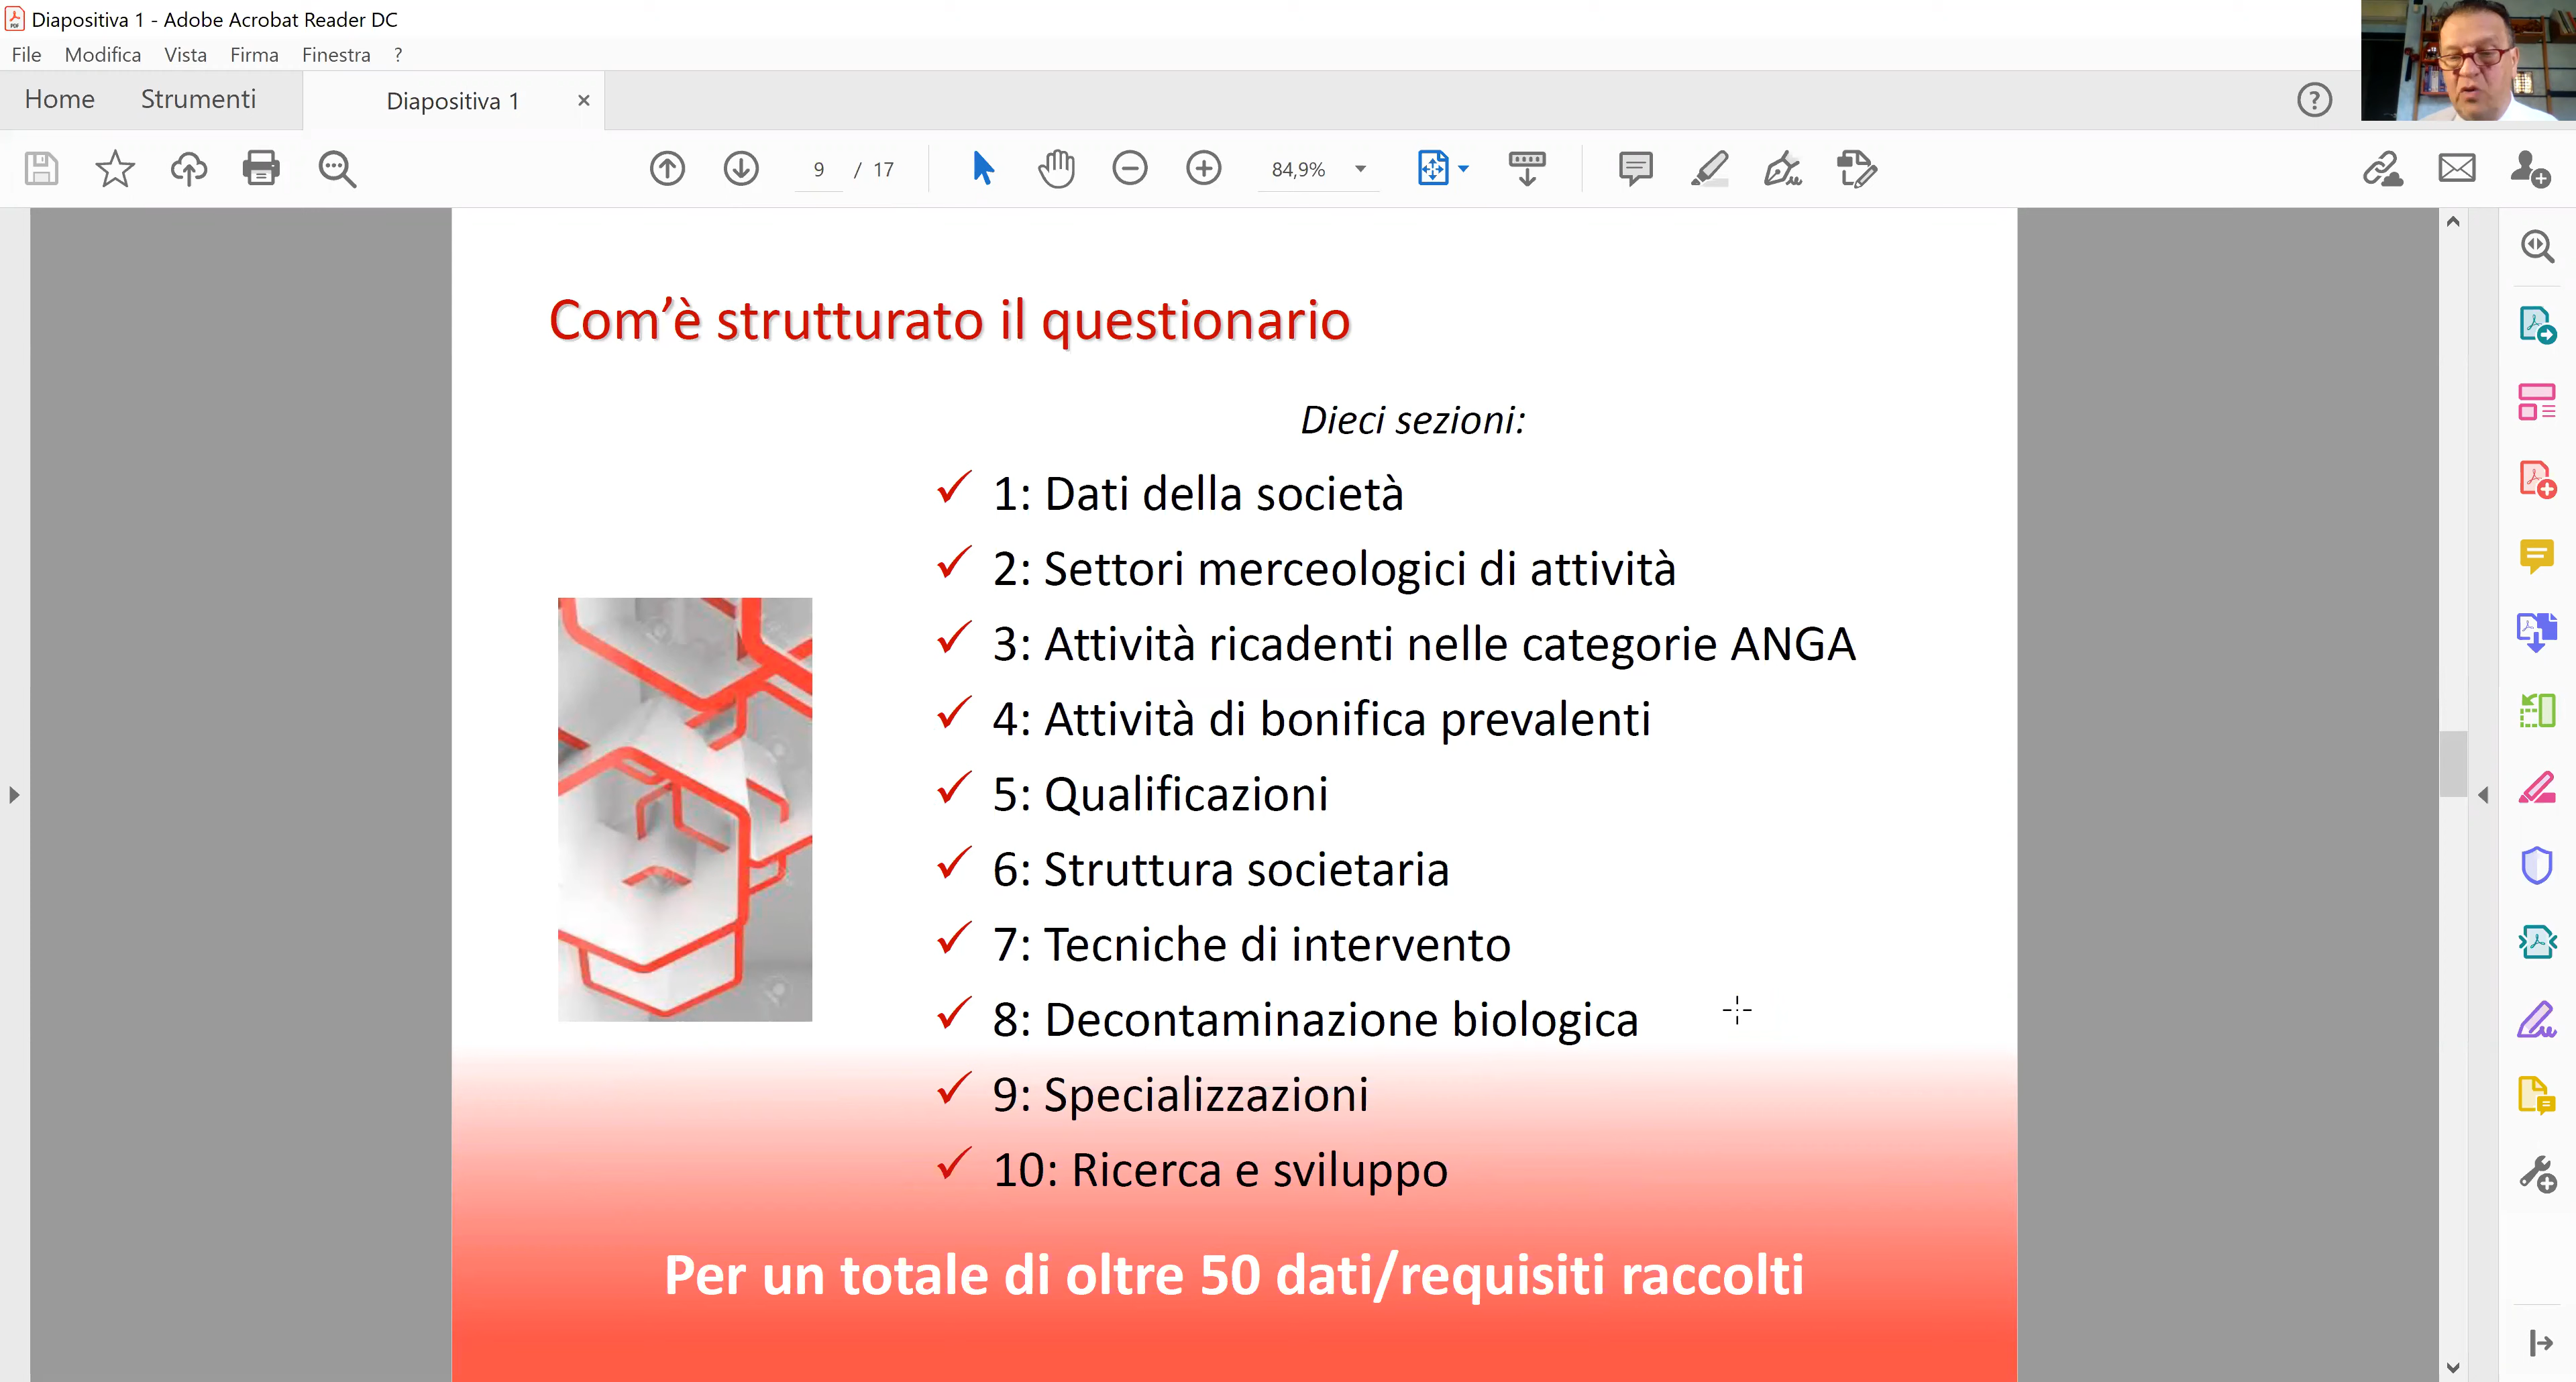 Diapositiva 1 - Adobe Acrobat Reader DC
File Modifica Vista Firma Finestra ?
Home Strumenti Diapositiva 1 ×
9 / 17 84,9%
Com’è strutturato il questionario
Dieci sezioni:
✓ 1: Dati della società
✓ 2: Settori merceologici di attività
✓ 3: Attività ricadenti nelle categorie ANGA
✓ 4: Attività di bonifica prevalenti
✓ 5: Qualificazioni
✓ 6: Struttura societaria
✓ 7: Tecniche di intervento
✓ 8: Decontaminazione biologica
✓ 9: Specializzazioni
✓ 10: Ricerca e sviluppo
Per un totale di oltre 50 dati/requisiti raccolti